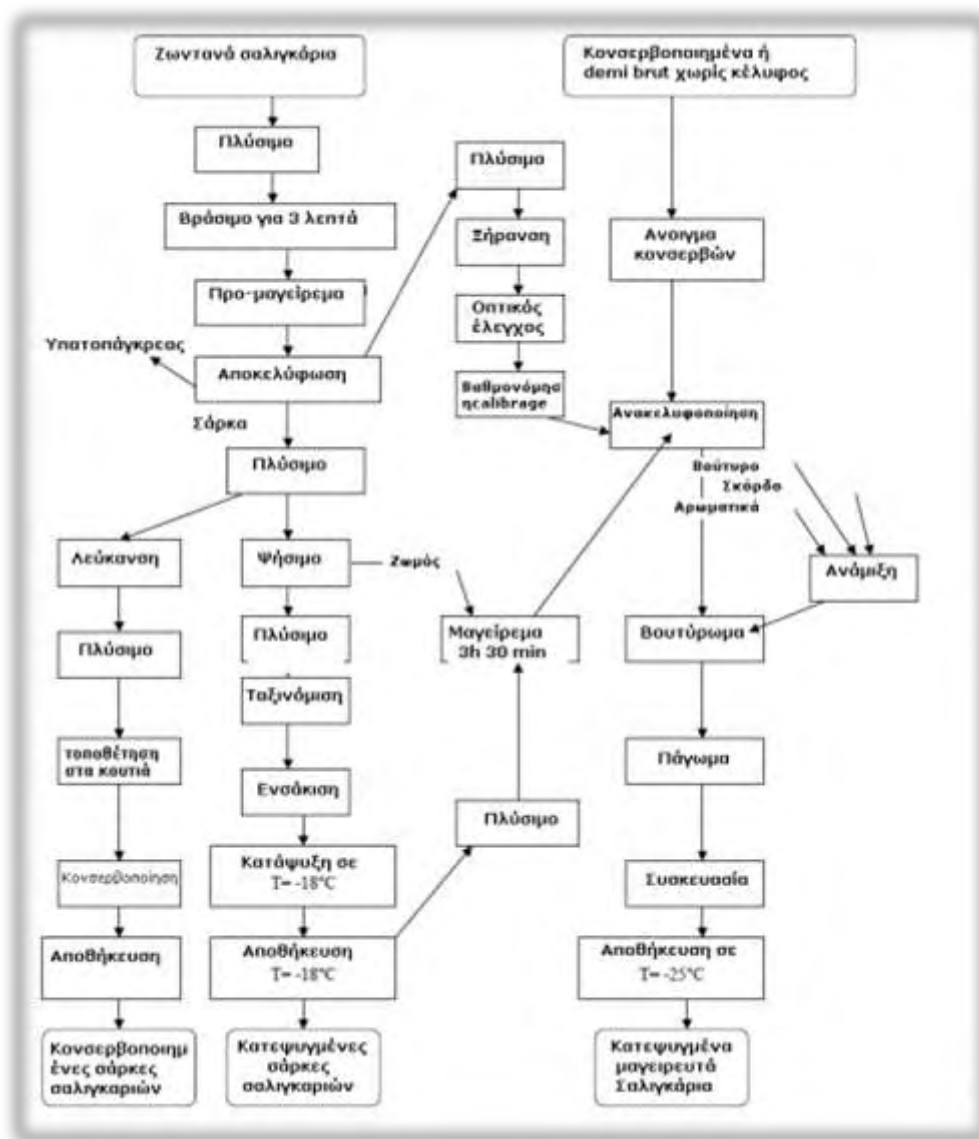 Ζωντανά σαλιγκάρια
Πλύσιμο
Βράσιμο για 3 λεπτά
Προ-μαγείρεμα
Υπατοπάγκρεας
Αποκελύφωση
Σάρκα
Πλύσιμο
Λεύκανση
Πλύσιμο
τοποθέτηση
στα κουτιά
Κονσερβοποίηση
Αποθήκευση
Κονσερβοποιημ
ένες σάρκες
σαλιγκαριών
Ψήσιμο
Ζωμός
Πλύσιμο
Ταξινόμιση
Ενσάκιση
Κατάψυξη σε
T= -18°C
Αποθήκευση
T= -18°C
Κατεψυγμένες
σάρκες
σαλιγκαριών
Πλύσιμο
Ξήρανση
Οπτικός
έλεγχος
Βαθμονόμησ
ηcalibrage
Μαγείρεμα
3h 30 min
Πλύσιμο
Κονσερβοποιημένα ή
demi brut χωρίς κέλυφος
Ανοιγμα
κονσερβών
Ανακελυφοποίηση
Βούτυρο
Σκόρδο
Αρωματικά
Ανάμιξη
Βουτύρωμα
Πάγωμα
Συσκευασία
Αποθήκευση σε
T= -25°C
Κατεψυγμένα
μαγειρευτά
Σαλιγκάρια